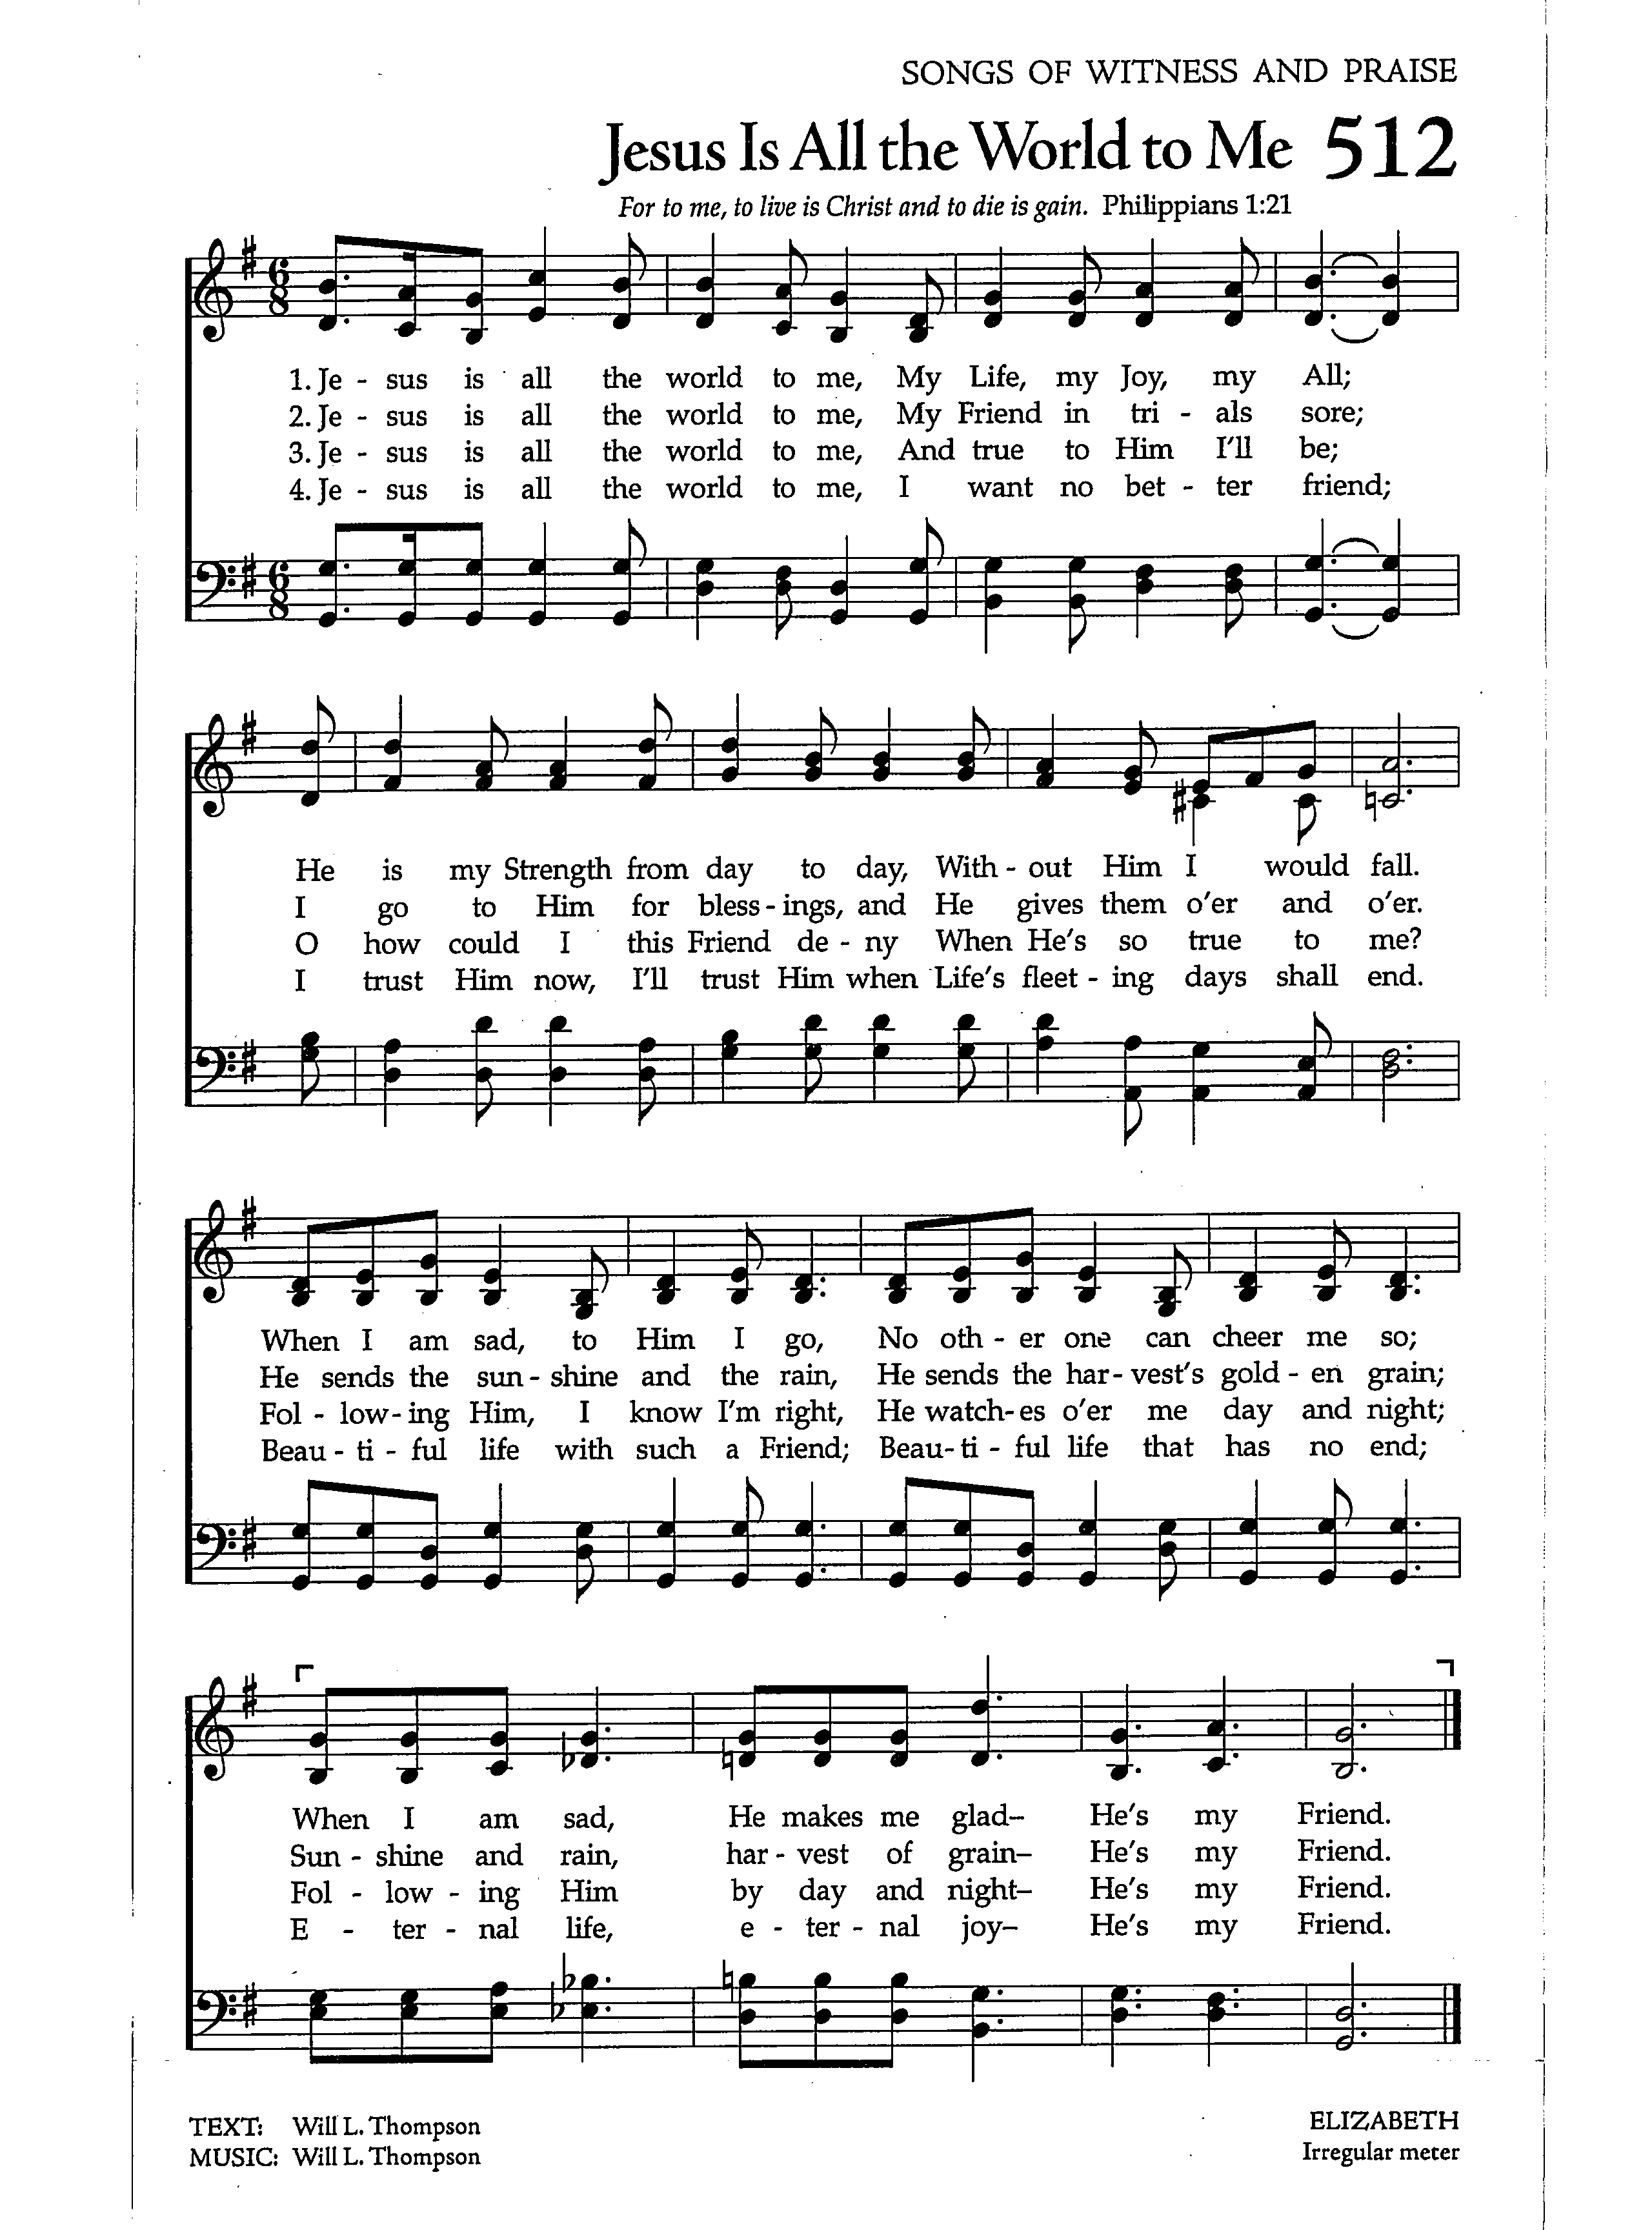 SONGS OF WITNESS AND PRAISE
Jesus Is All the World to Me 512
For to me, to live is Christ and to die is gain. Philippians 1:21
6 8
1. Je - sus is all the world to me, My Life, my Joy, my All;
2. Je - sus is all the world to me, My Friend in tri - als sore;
3. Je - sus is all the world to me, And true to Him I'll be;
4. Je - sus is all the world to me, I want no bet - ter friend;
6 8
He is my Strength from day to day, With - out Him I would fall.
I go to Him for bless - ings, and He gives them o'er and o'er.
O how could I this Friend de - ny When He's so true to me?
I trust Him now, I'll trust Him when Life's fleet - ing days shall end.
When I am sad, to Him I go, No oth - er one can cheer me so;
He sends the sun - shine and the rain, He sends the har - vest's gold - en grain;
Fol - low - ing Him, I know I'm right, He watch - es o'er me day and night;
Beau - ti - ful life with such a Friend; Beau - ti - ful life that has no end;
When I am sad, He makes me glad– He's my Friend.
Sun - shine and rain, har - vest of grain– He's my Friend.
Fol - low - ing Him by day and night– He's my Friend.
E - ter - nal life, e - ter - nal joy– He's my Friend.
TEXT: Will L. Thompson
MUSIC: Will L. Thompson
ELIZABETH
Irregular meter